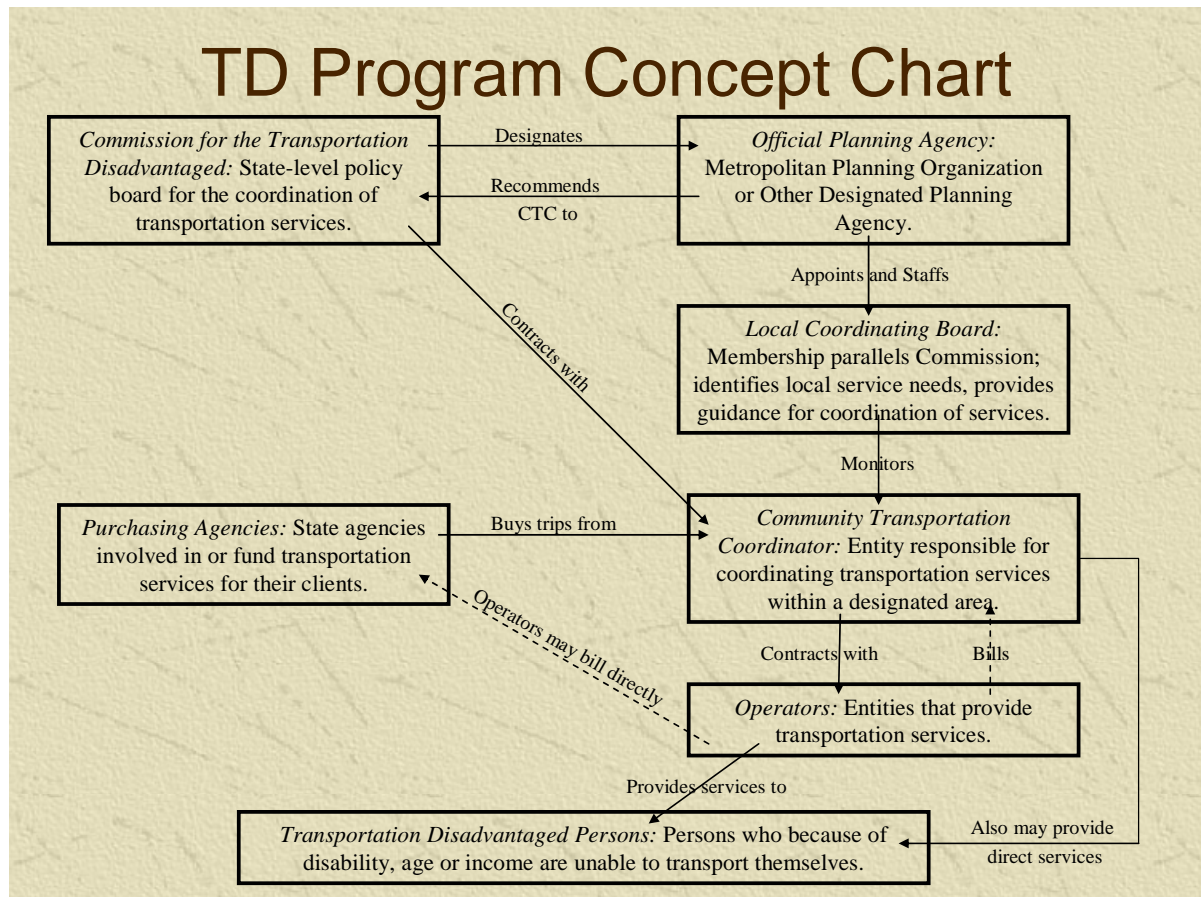 TD Program Concept Chart
Commission for the Transportation
Disadvantaged: State-level policy
board for the coordination of
transportation services.
Designates
Recommends
CTC to
Official Planning Agency:
Metropolitan Planning Organization
or Other Designated Planning
Agency.
Appoints and Staffs
Contracts with
Local Coordinating Board:
Membership parallels Commission;
identifies local service needs, provides
guidance for coordination of services.
Monitors
Purchasing Agencies: State agencies
involved in or fund transportation
services for their clients.
Buys trips from
Community Transportation
Coordinator: Entity responsible for
coordinating transportation services
within a designated area.
Operators may bill directly
Contracts with
Bills
Operators: Entities that provide
transportation services.
Provides services to
Transportation Disadvantaged Persons: Persons who because of
disability, age or income are unable to transport themselves.
Also may provide
direct services